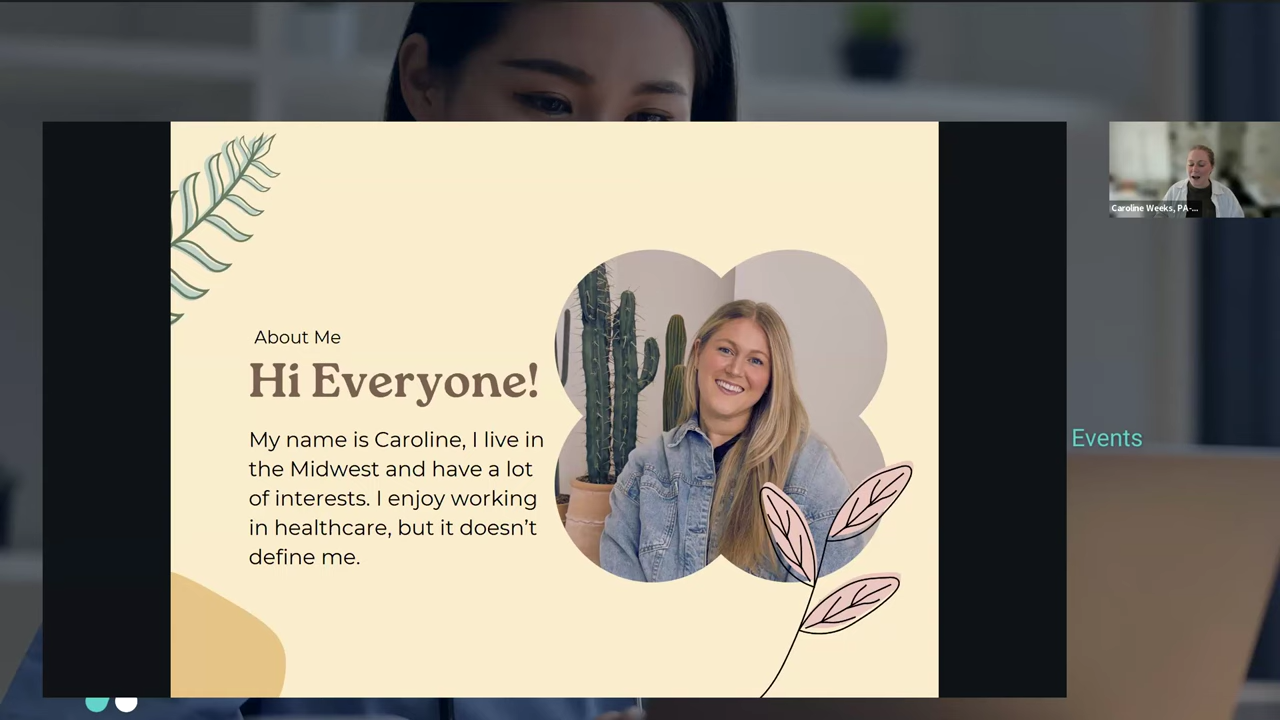 About Me
Hi Everyone!
My name is Caroline, I live in
the Midwest and have a lot
of interests. I enjoy working
in healthcare, but it doesn’t
define me.
Caroline Weeks, PA-...
Events